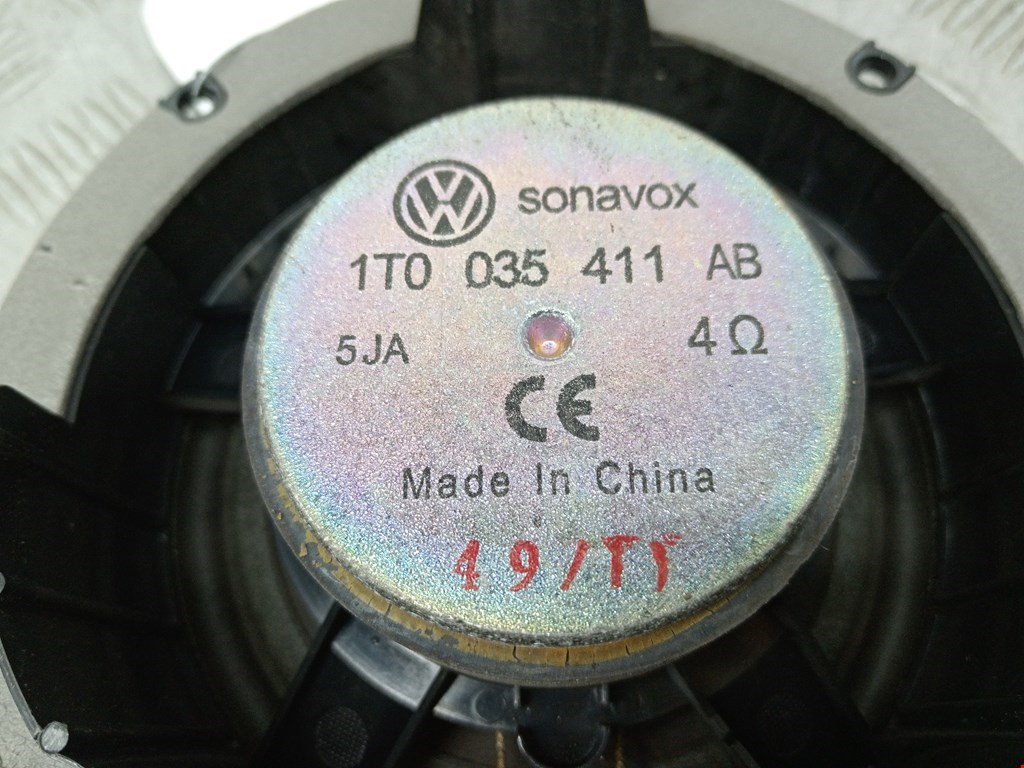 sonavox
1T0 035 411 AB
5JA 4Ω
CE
Made In China